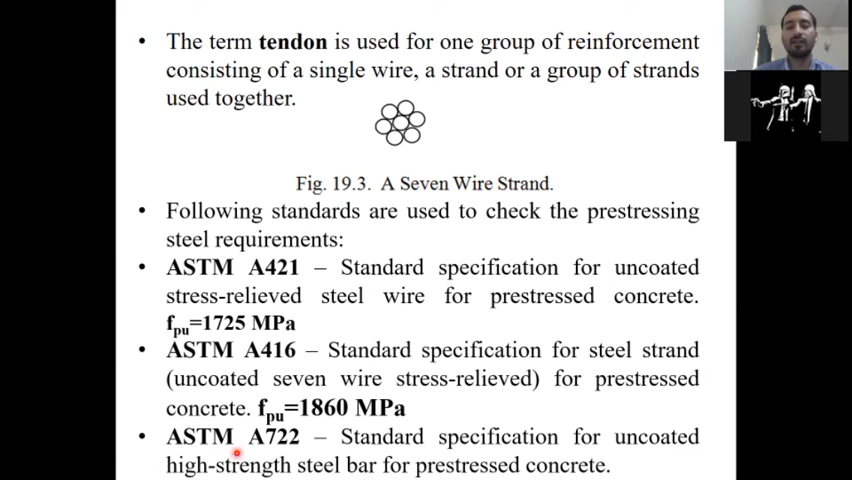 • The term tendon is used for one group of reinforcement
consisting of a single wire, a strand or a group of strands
used together.
Fig. 19.3. A Seven Wire Strand.
• Following standards are used to check the prestressing
steel requirements:
• ASTM A421 – Standard specification for uncoated
stress-relieved steel wire for prestressed concrete.
fpu=1725 MPa
• ASTM A416 – Standard specification for steel strand
(uncoated seven wire stress-relieved) for prestressed
concrete. fpu=1860 MPa
• ASTM A722 – Standard specification for uncoated
high-strength steel bar for prestressed concrete.